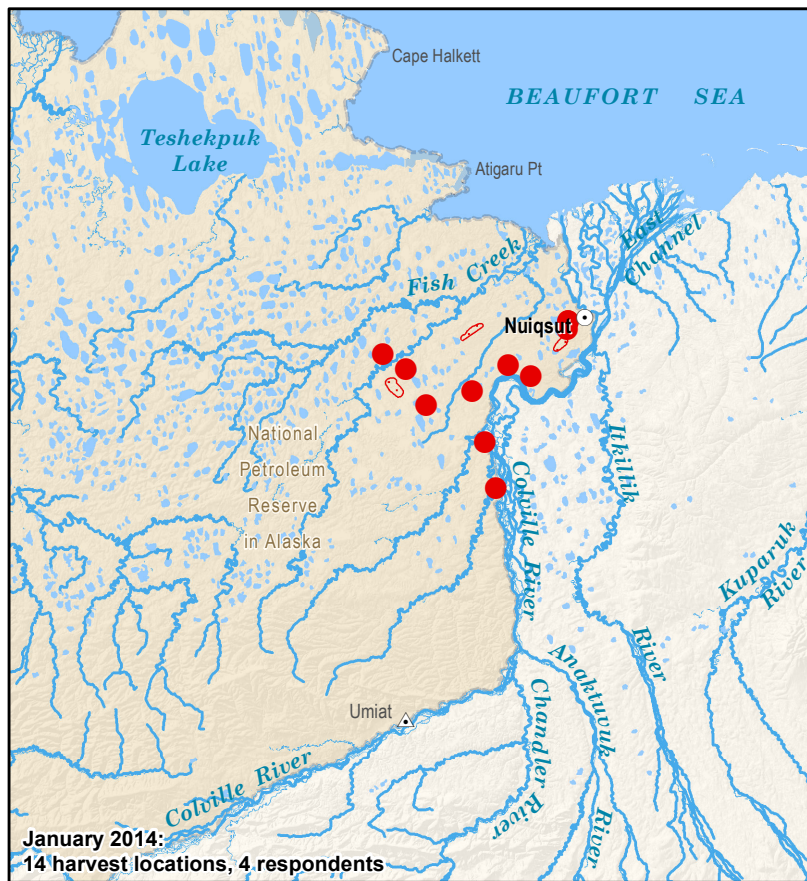 Cape Halkett
BEAUFORT SEA
Teshekpuk
Lake
Atigaru Pt
East
Channel
Fish Creek
Nuiqsut
National
Petroleum
Reserve
in Alaska
Colville River
Itkillik
River
Kuparuk
River
Umiat
Anaktuvuk
River
Chandler
River
Colville River
January 2014:
14 harvest locations, 4 respondents